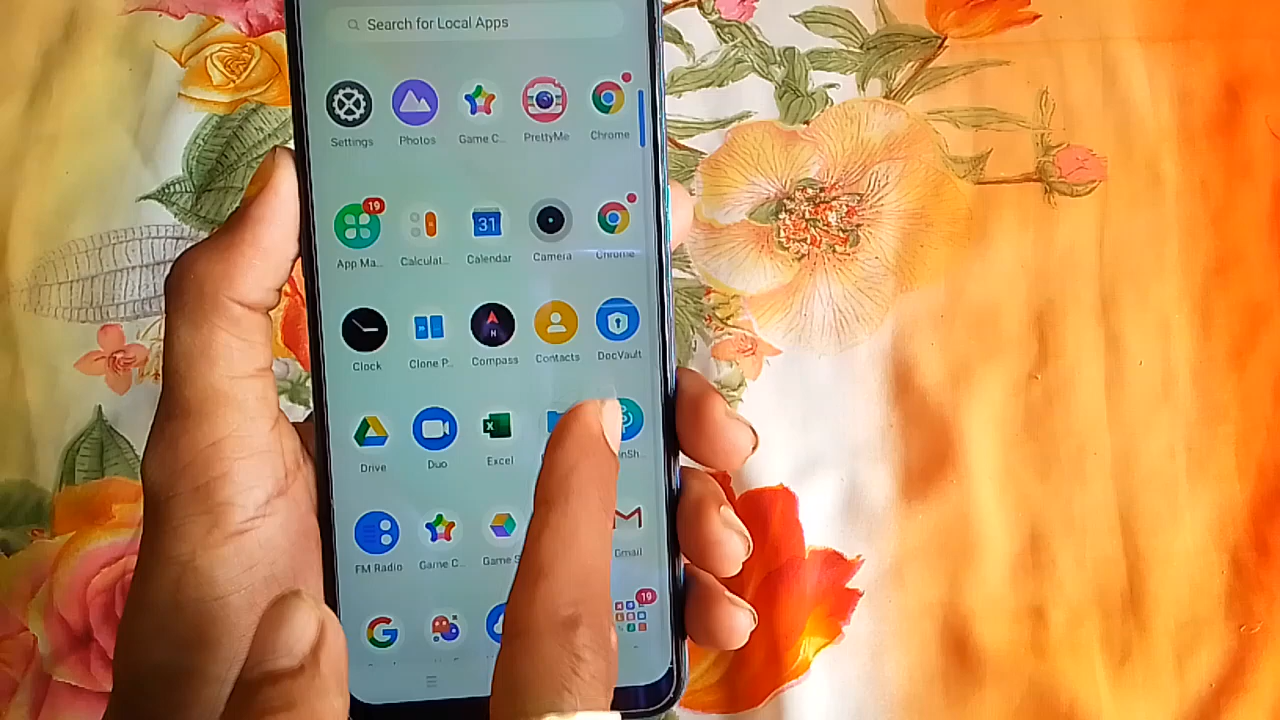 Search for Local Apps
Settings Photos Game C... PrettyMe Chrome
19
31
App Ma... Calculat... Calendar Camera Chrome
N
Clock Clone P... Compass Contacts DocVault
X
Drive Duo Excel inSh...
FM Radio Game C... Game S Gmail
G 19